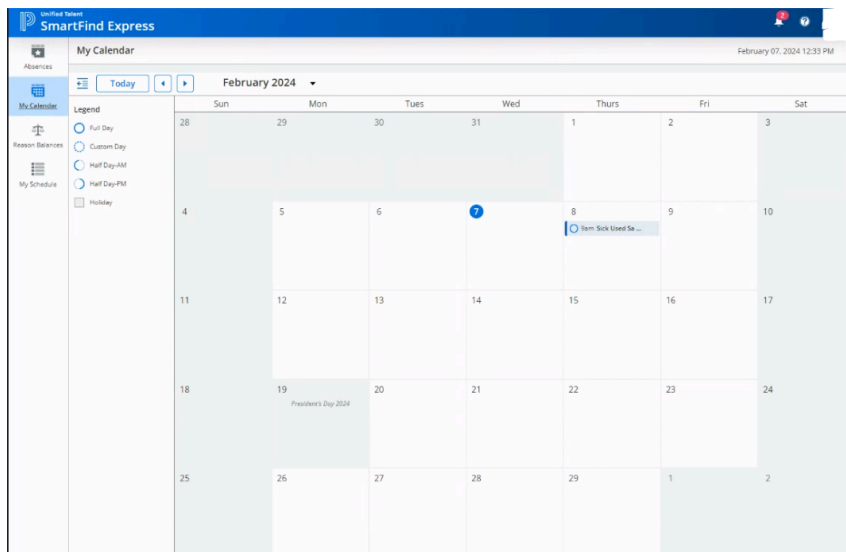 Unified Talent
SmartFind Express
2
?
Absences
My Calendar
Reason Balances
My Schedule
My Calendar
February 07, 2024 12:33 PM
Today
February 2024
Legend
Full Day
Custom Day
Half Day-AM
Half Day-PM
Holiday
Sun Mon Tues Wed Thurs Fri Sat
28 29 30 31 1 2 3
4 5 6 7 8 9 10
9am Sick Used Sa ...
11 12 13 14 15 16 17
18 19 20 21 22 23 24
President's Day 2024
25 26 27 28 29 1 2